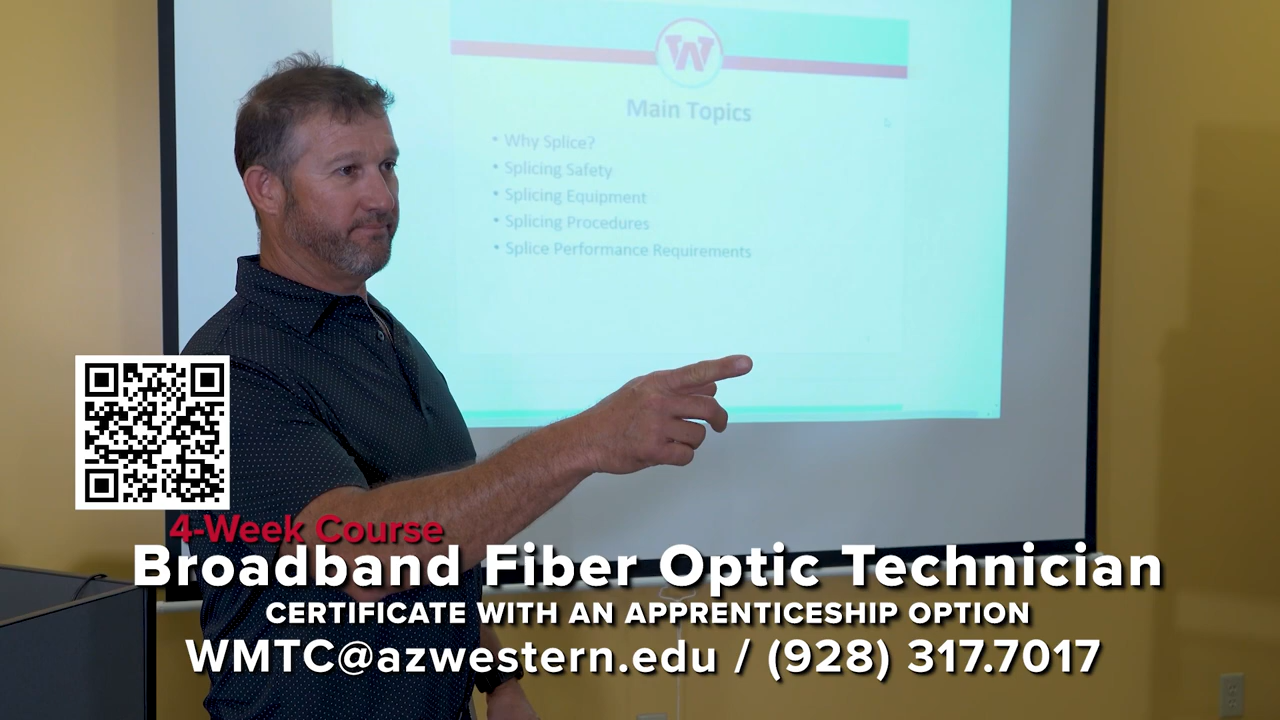 W
Main Topics
• Why Splice?
• Splicing Safety
• Splicing Equipment
• Splicing Procedures
• Splice Performance Requirements
4-Week Course
Broadband Fiber Optic Technician
CERTIFICATE WITH AN APPRENTICESHIP OPTION
WMTC@azwestern.edu / (928) 317.7017